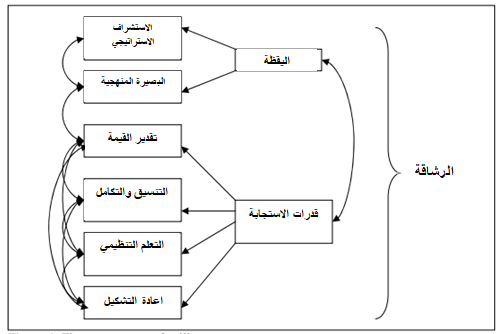 الاستشراف
الاستراتيجي
اليقظة
البصيرة المنهجية
تقدير القيمة
الرشاقة
التنسيق والتكامل
قدرات الاستجابة
التعلم التنظيمي
اعادة التشكيل